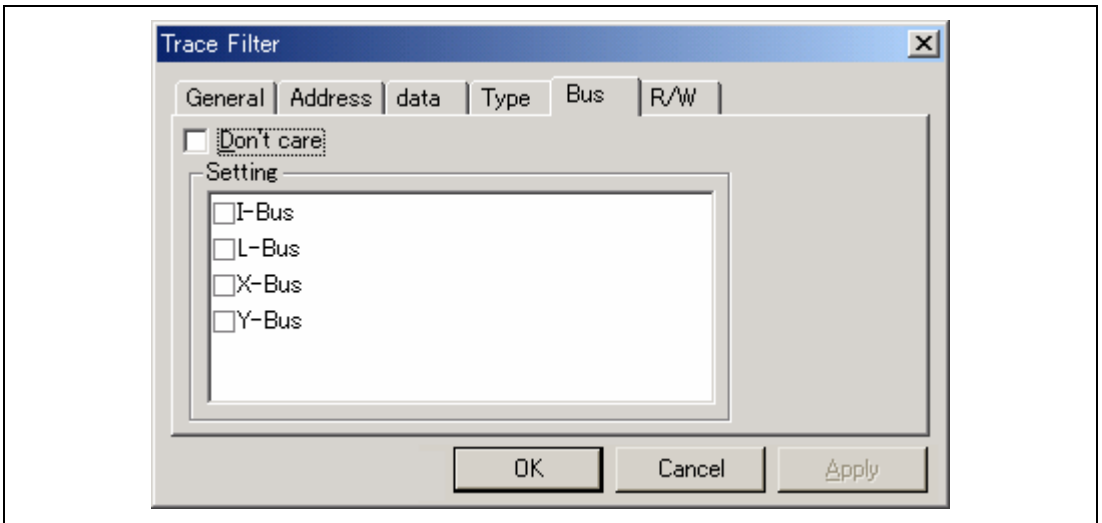 Trace Filter
General Address data Type Bus R/W
Don't care
Setting
I-Bus
L-Bus
X-Bus
Y-Bus
OK Cancel Apply